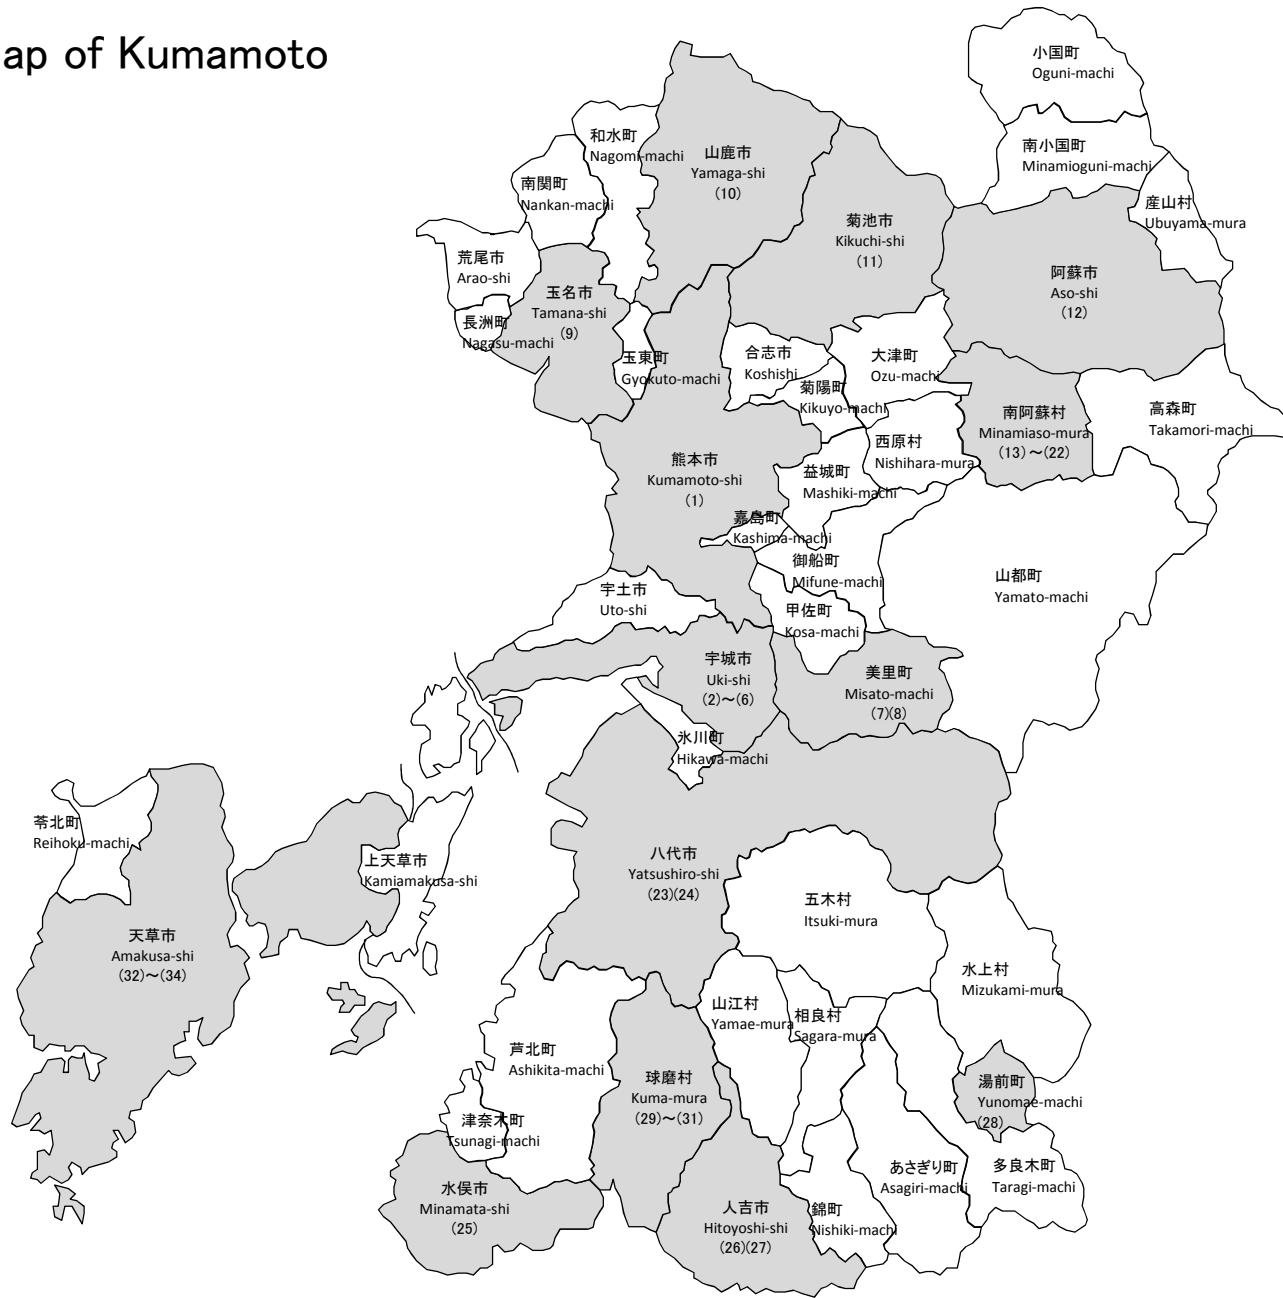 ap of Kumamoto
小国町
Oguni-machi
和水町
Nagomi-machi
山鹿市
Yamaga-shi
(10)
南小国町
Minamioguni-machi
南関町
Nankan-machi
産山村
Ubuyama-mura
菊池市
Kikuchi-shi
(11)
荒尾市
Arao-shi
阿蘇市
Aso-shi
(12)
玉名市
Tamana-shi
(9)
長洲町
Nagasu-machi
玉東町
Gyokuto-machi
合志市
Koshishi
大津町
Ozu-machi
菊陽町
Kikuyo-machi
南阿蘇村
Minamiaso-mura
(13)～(22)
高森町
Takamori-machi
西原村
Nishihara-mura
熊本市
Kumamoto-shi
(1)
益城町
Mashiki-machi
嘉島町
Kashima-machi
御船町
Mifune-machi
山都町
Yamato-machi
宇土市
Uto-shi
甲佐町
Kosa-machi
宇城市
Uki-shi
(2)～(6)
美里町
Misato-machi
(7)(8)
氷川町
Hikawa-machi
苓北町
Reihoku-machi
上天草市
Kamiamakusa-shi
八代市
Yatsushiro-shi
(23)(24)
五木村
Itsuki-mura
天草市
Amakusa-shi
(32)～(34)
水上村
Mizukami-mura
山江村
Yamae-mura
相良村
Sagara-mura
芦北町
Ashikita-machi
球磨村
Kuma-mura
(29)～(31)
湯前町
Yunomae-machi
(28)
津奈木町
Tsunagi-machi
あさぎり町
Asagiri-machi
多良木町
Taragi-machi
水俣市
Minamata-shi
(25)
人吉市
Hitoyoshi-shi
(26)(27)
錦町
Nishiki-machi